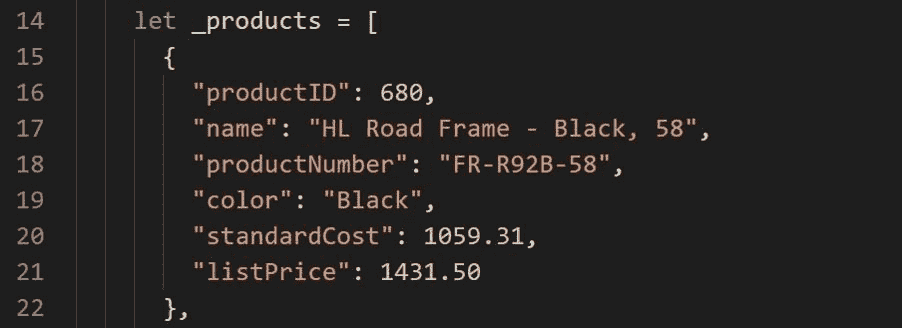 14 let _products = [
15 {
16 "productID": 680,
17 "name": "HL Road Frame - Black, 58",
18 "productNumber": "FR-R92B-58",
19 "color": "Black",
20 "standardCost": 1059.31,
21 "listPrice": 1431.50
22 },